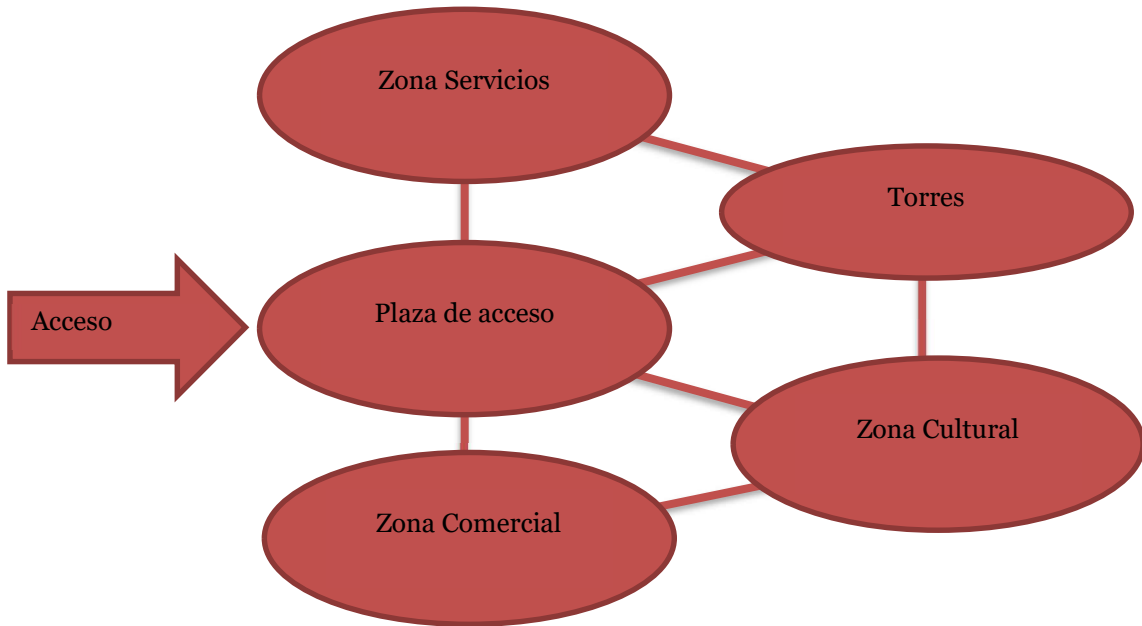 Zona Servicios
Torres
Acceso
Plaza de acceso
Zona Cultural
Zona Comercial